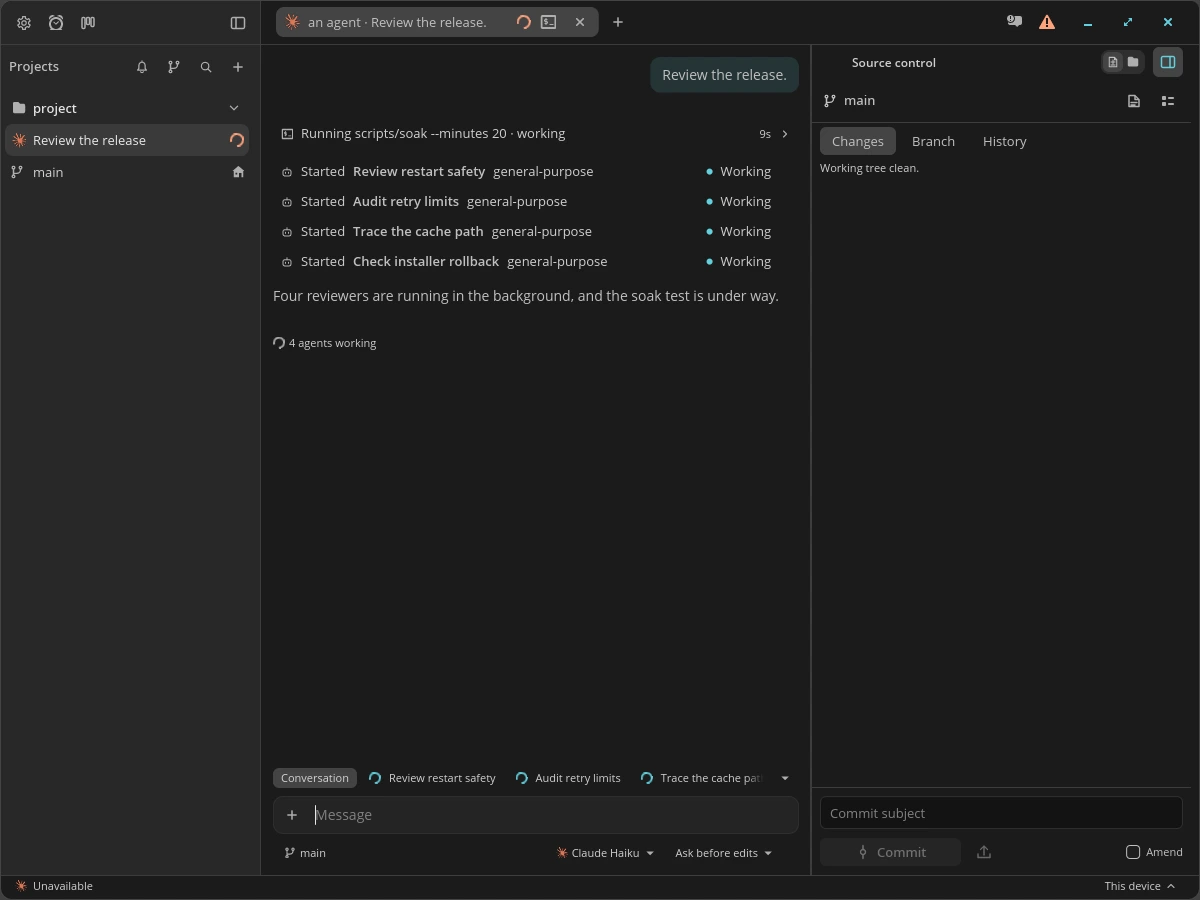 an agent · Review the release.
Projects
project
Review the release
main
Review the release.
Running scripts/soak --minutes 20 · working 9s
Started Review restart safety general-purpose Working
Started Audit retry limits general-purpose Working
Started Trace the cache path general-purpose Working
Started Check installer rollback general-purpose Working
Four reviewers are running in the background, and the soak test is under way.
4 agents working
Conversation Review restart safety Audit retry limits Trace the cache pat
Message
main Claude Haiku Ask before edits
Source control
main
Changes Branch History
Working tree clean.
Commit subject
Commit Amend
Unavailable This device